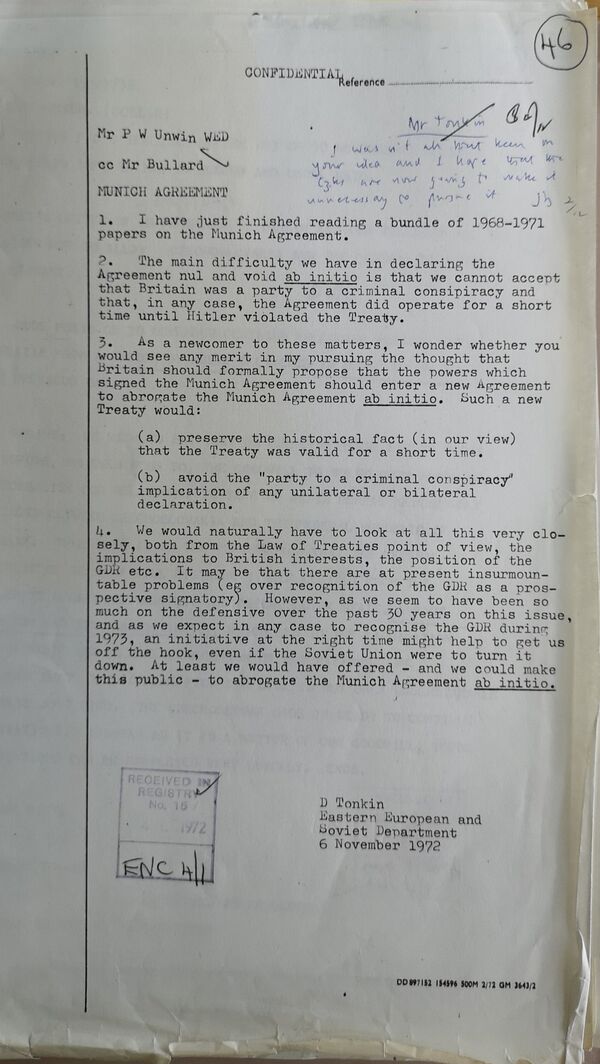 46
CONFIDENTIAL
Reference
Mr Tonkin
I was n't
your idea and I hope
are now going to make it
unnecessary to pursue it
Mr P W Unwin WED
cc Mr Bullard
MUNICH AGREEMENT
1. I have just finished reading a bundle of 1968-1971
papers on the Munich Agreement.
2. The main difficulty we have in declaring the
Agreement nul and void ab initio is that we cannot accept
that Britain was a party to a criminal consipiracy and
that, in any case, the Agreement did operate for a short
time until Hitler violated the Treaty.
3. As a newcomer to these matters, I wonder whether you
would see any merit in my pursuing the thought that
Britain should formally propose that the powers which
signed the Munich Agreement should enter a new Agreement
to abrogate the Munich Agreement ab initio. Such a new
Treaty would:
(a) preserve the historical fact (in our view)
that the Treaty was valid for a short time.
(b) avoid the "party to a criminal conspiracy"
implication of any unilateral or bilateral
declaration.
4. We would naturally have to look at all this very clo-
sely, both from the Law of Treaties point of view, the
implications to British interests, the position of the
GDR etc. It may be that there are at present insurmoun-
table problems (eg over recognition of the GDR as a pros-
pective signatory). However, as we seem to have been so
much on the defensive over the past 30 years on this issue,
and as we expect in any case to recognise the GDR during
1973, an initiative at the right time might help to get us
off the hook, even if the Soviet Union were to turn it
down. At least we would have offered - and we could make
this public - to abrogate the Munich Agreement ab initio.
RECEIVED IN
REGISTRY
No. 15
1972
ENC 4/1
D Tonkin
Eastern European and
Soviet Department
6 November 1972
DD 897152 154596 500M 2/72 GM 3643/2